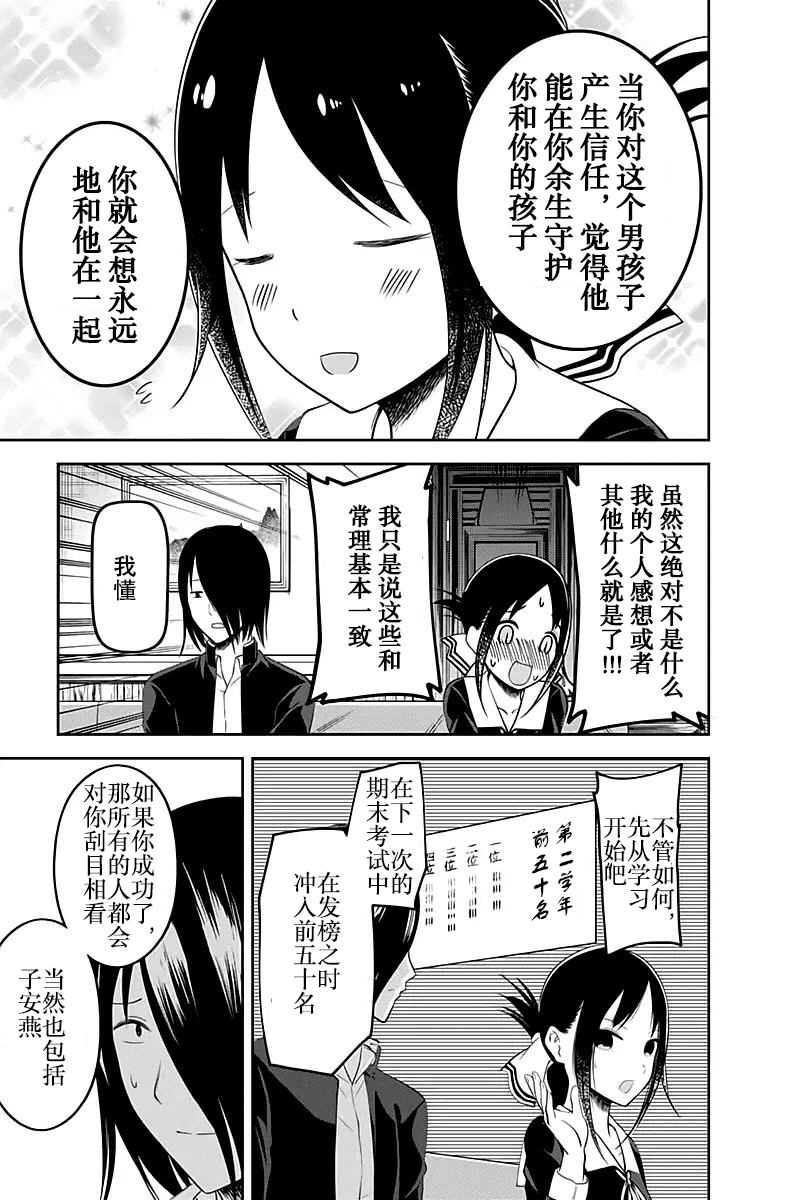 当你对这个男孩子
产生信任，觉得他
能在你余生守护
你和你的孩子
你就会想永远
地和他在一起
虽然这绝对不是什么
我的个人感想或者
其他什么就是了!!!
我只是说这些和
常理基本一致
我懂
不管如何,
先从学习
开始吧
第二学年
前五十名
一位
二位
三位
四位
在下一次的
期末考试中
在发榜之时
冲入前五十名
如果你成功了,
那所有的人都会
对你刮目相看
当然也包括
子安燕